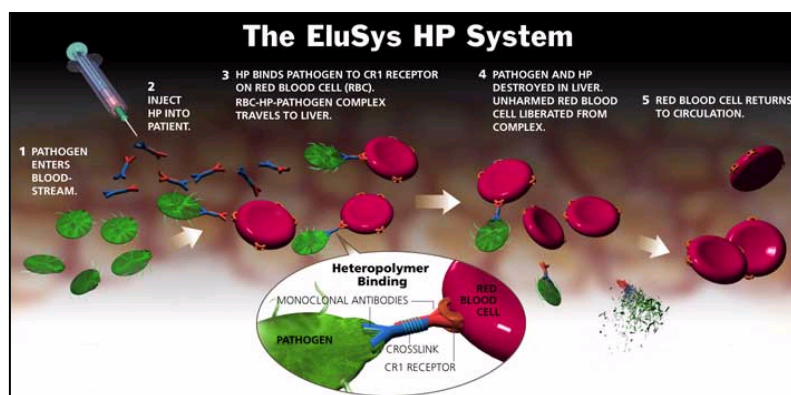 The EluSys HP System
1 PATHOGEN
ENTERS
BLOOD-
STREAM.
2
INJECT
HP INTO
PATIENT.
3 HP BINDS PATHOGEN TO CR1 RECEPTOR
ON RED BLOOD CELL (RBC).
RBC-HP-PATHOGEN COMPLEX
TRAVELS TO LIVER.
4 PATHOGEN AND HP
DESTROYED IN LIVER.
UNHARMED RED BLOOD
CELL LIBERATED FROM
COMPLEX.
5 RED BLOOD CELL RETURNS
TO CIRCULATION.
Heteropolymer
Binding
MONOCLONAL ANTIBODIES
RED
BLOOD
CELL
PATHOGEN
CROSSLINK
CR1 RECEPTOR